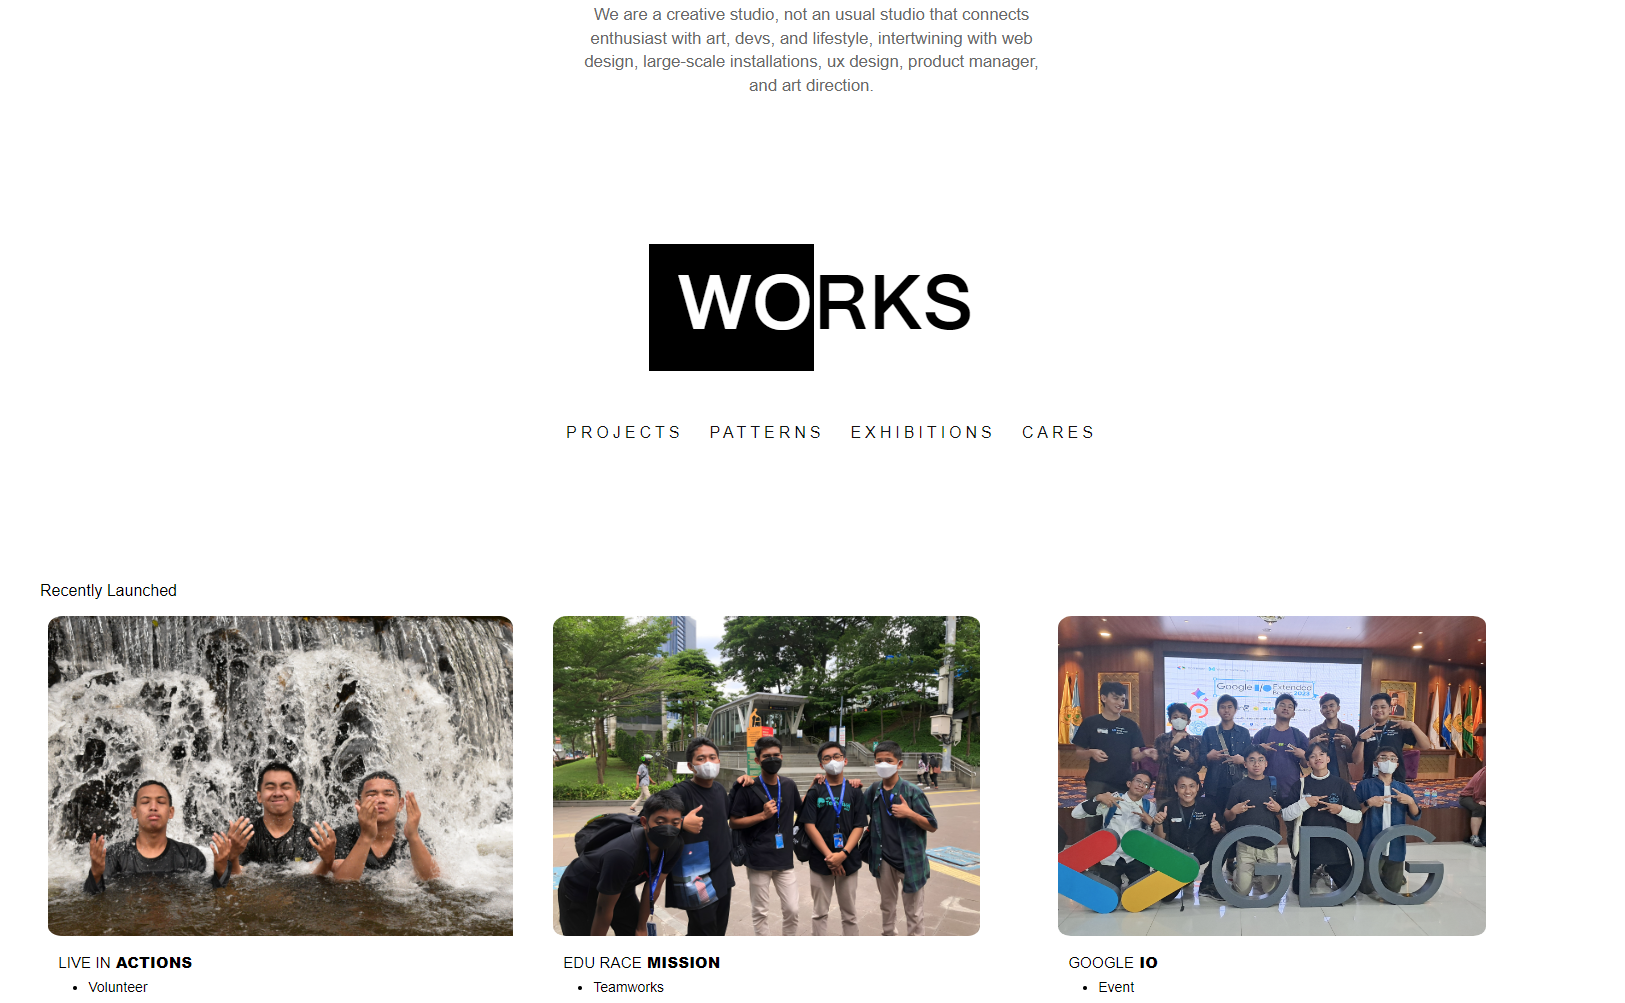 We are a creative studio, not an usual studio that connects
enthusiast with art, devs, and lifestyle, intertwining with web
design, large-scale installations, ux design, product manager,
and art direction.
WORKS
PROJECTS PATTERNS EXHIBITIONS CARES
Recently Launched
Google I/O Extended
2023
GDG
LIVE IN ACTIONS
• Volunteer
EDU RACE MISSION
• Teamworks
GOOGLE IO
• Event